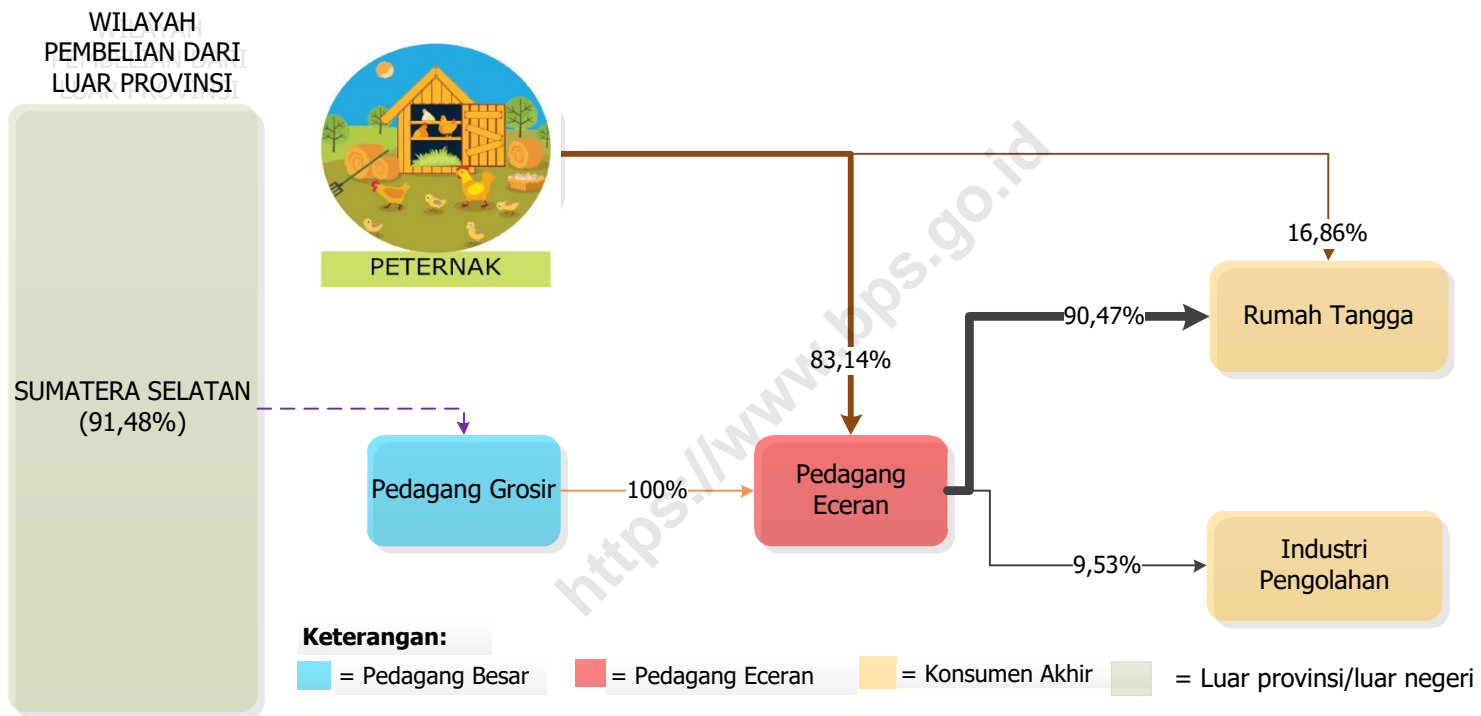 WILAYAH
PEMBELIAN DARI
LUAR PROVINSI
SUMATERA SELATAN
(91,48%)
PETERNAK
16,86%
Rumah Tangga
90,47%
83,14%
Pedagang Grosir
100%
Pedagang
Eceran
9,53%
Industri
Pengolahan
https://www.bps.go.id
Keterangan:
= Pedagang Besar
= Pedagang Eceran
= Konsumen Akhir
= Luar provinsi/luar negeri